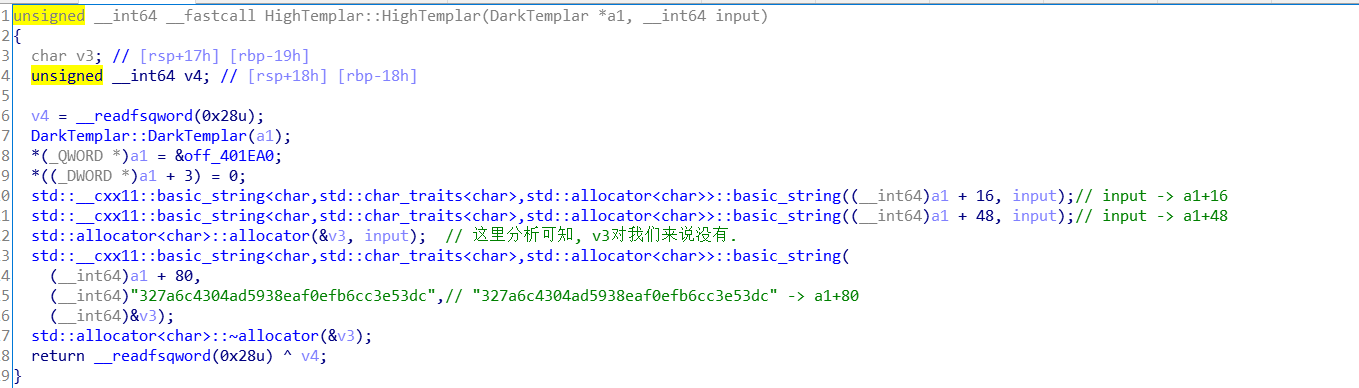 1 unsigned __int64 __fastcall HighTemplar::HighTemplar(DarkTemplar *a1, __int64 input)
2 {
3 char v3; // [rsp+17h] [rbp-19h]
4 unsigned __int64 v4; // [rsp+18h] [rbp-18h]
5
6 v4 = __readfsqword(0x28u);
7 DarkTemplar::DarkTemplar(a1);
8 *(_QWORD *)a1 = &off_401EA0;
9 *((_DWORD *)a1 + 3) = 0;
0 std::__cxx11::basic_string<char,std::char_traits<char>,std::allocator<char>>::basic_string((__int64)a1 + 16, input);// input -> a1+16
1 std::__cxx11::basic_string<char,std::char_traits<char>,std::allocator<char>>::basic_string((__int64)a1 + 48, input);// input -> a1+48
2 std::allocator<char>::allocator(&v3, input); // 这里分析可知, v3对我们来说没有.
3 std::__cxx11::basic_string<char,std::char_traits<char>,std::allocator<char>>::basic_string(
4 (__int64)a1 + 80,
5 (__int64)"327a6c4304ad5938eaf0efb6cc3e53dc",// "327a6c4304ad5938eaf0efb6cc3e53dc" -> a1+80
6 (__int64)&v3);
7 std::allocator<char>::~allocator(&v3);
8 return __readfsqword(0x28u) ^ v4;
9 }